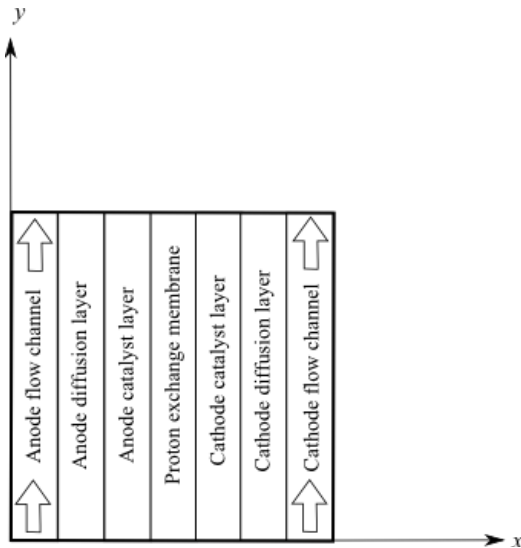 y
Anode flow channel
Anode diffusion layer
Anode catalyst layer
Proton exchange membrane
Cathode catalyst layer
Cathode diffusion layer
Cathode flow channel
x